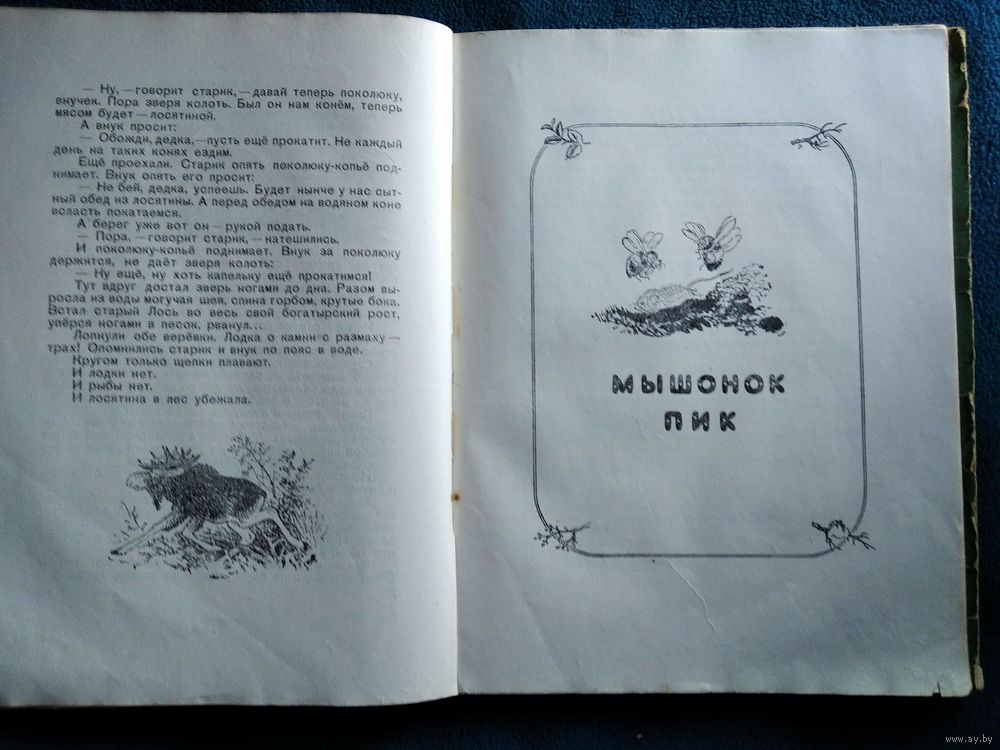 — Ну, — говорит старик, — давай теперь поколюку,
внучек. Пора зверя колоть. Был он нам конём, теперь
мясом будет — лосятиной.
А внук просит:
— Обожди, дедка, — пусть ещё прокатит. Не каждый
день на таких конях ездим.
Ещё проехали. Старик опять поколюку-копьё под-
нимает. Внук опять его просит:
— Не бей, дедка, успеешь. Будет нынче у нас сыт-
ный обед из лосятины. А перед обедом на водяном коне
всласть покатаемся.
А берег уже вот он — рукой подать.
— Пора, — говорит старик, — натешились.
И поколюку-копьё поднимает. Внук за поколюку
держится, не даёт зверя колоть:
— Ну ещё, ну хоть капельку ещё прокатимся!
Тут вдруг достал зверь ногами до дна. Разом вы-
росла из воды могучая шея, спина горбом, крутые бока.
Встал старый Лось во весь свой богатырский рост,
упёрся ногами в песок, рванул...
Лопнули обе верёвки. Лодка о камни с размаху —
трах! Опомнились старик и внук по пояс в воде.
Кругом только щепки плавают.
И лодки нет.
И рыбы нет.
И лосятина в лес убежала.
МЫШОНОК
ПИК
www.ay.by